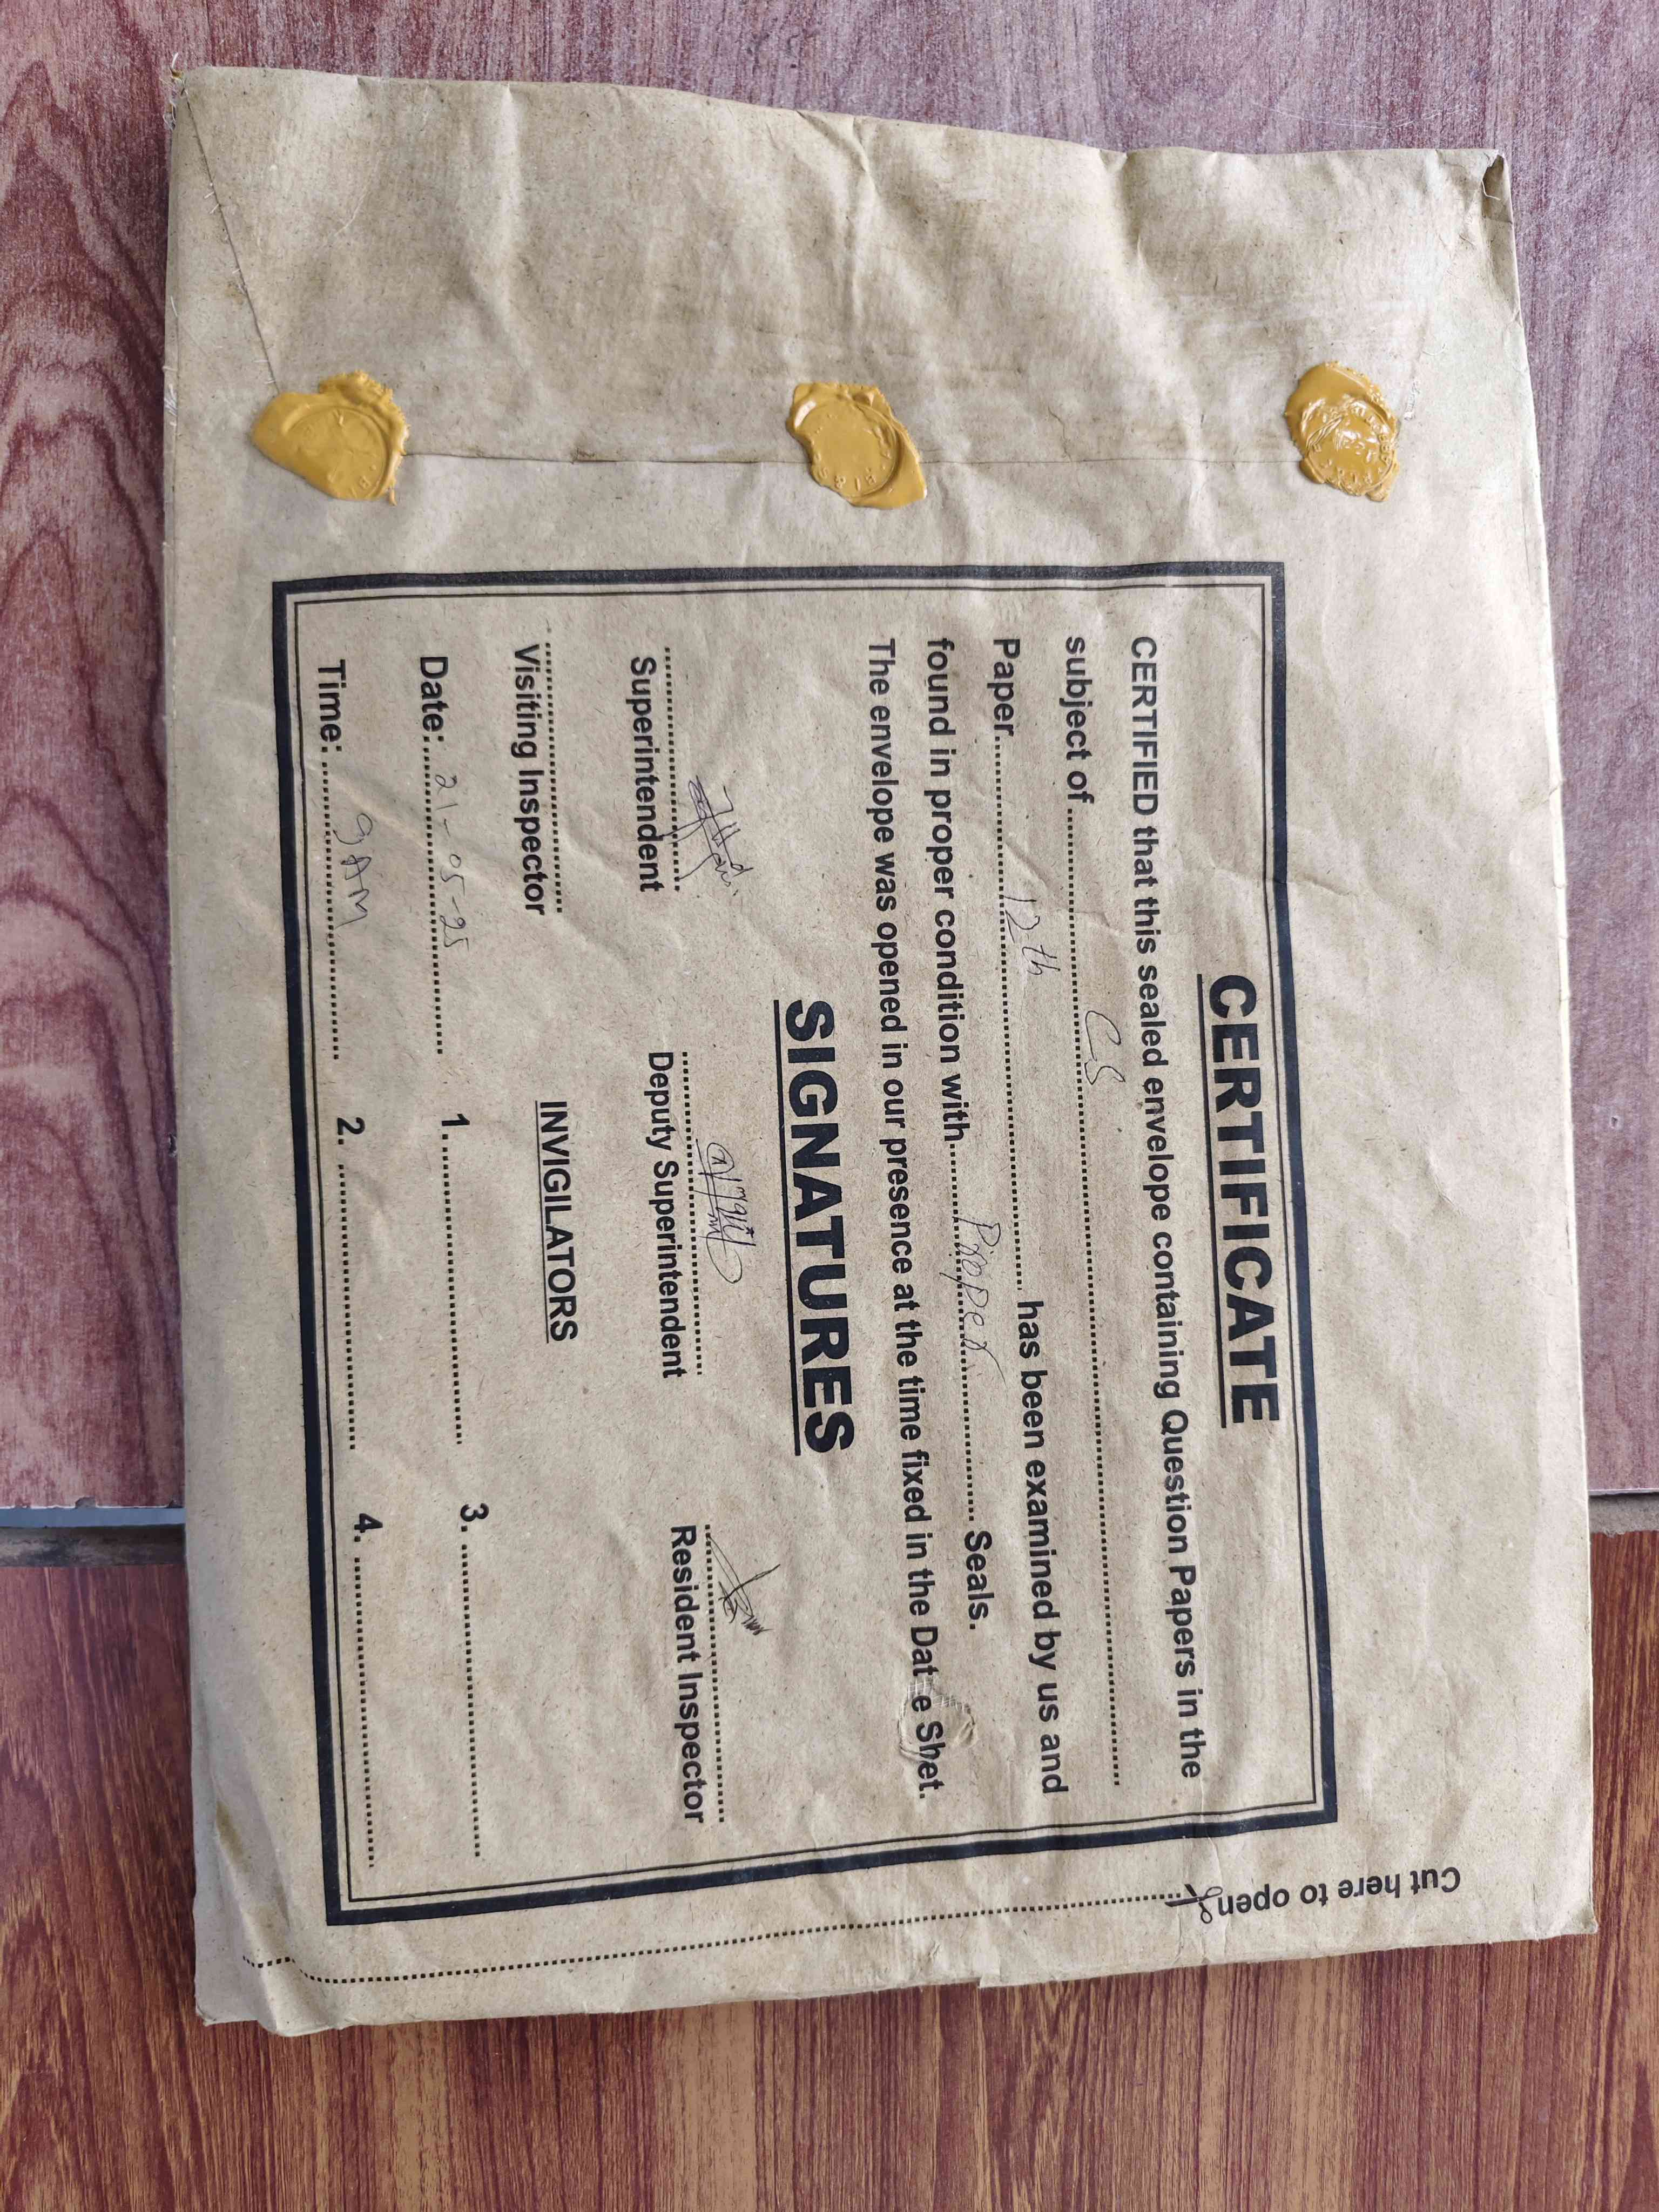 CERTIFICATE
CERTIFIED that this sealed envelope containing Question Papers in the
subject of .......... CS ..........
Paper .......... 12th .......... has been examined by us and
found in proper condition with .......... Proper .......... Seals.
The envelope was opened in our presence at the time fixed in the Dat e Shet.
SIGNATURES
Superintendent Deputy Superintendent Resident Inspector
Visiting Inspector INVIGILATORS
Date: 21-05-25 1. .......... 3. ..........
Time: 9 AM 2. .......... 4. ..........
Cut here to open